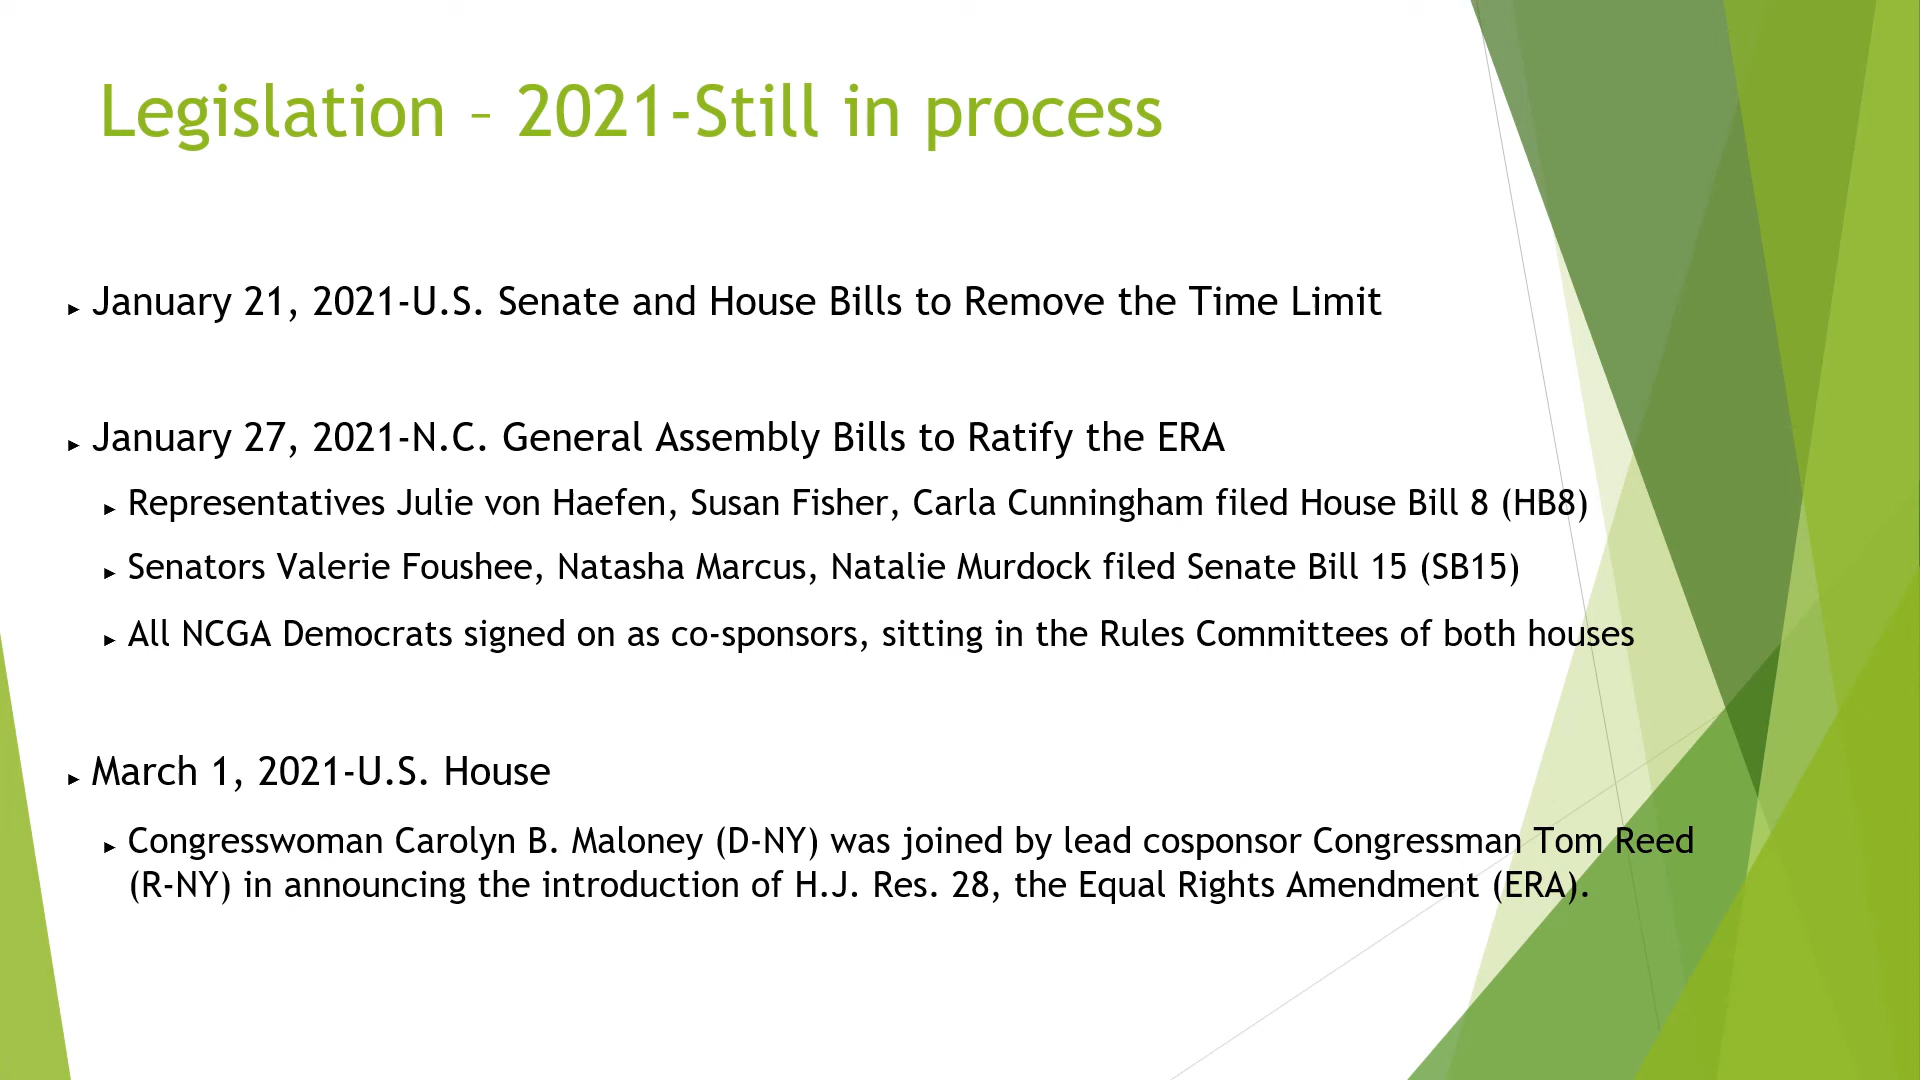 Legislation – 2021-Still in process
▸ January 21, 2021-U.S. Senate and House Bills to Remove the Time Limit
▸ January 27, 2021-N.C. General Assembly Bills to Ratify the ERA
▸ Representatives Julie von Haefen, Susan Fisher, Carla Cunningham filed House Bill 8 (HB8)
▸ Senators Valerie Foushee, Natasha Marcus, Natalie Murdock filed Senate Bill 15 (SB15)
▸ All NCGA Democrats signed on as co-sponsors, sitting in the Rules Committees of both houses
▸ March 1, 2021-U.S. House
▸ Congresswoman Carolyn B. Maloney (D-NY) was joined by lead cosponsor Congressman Tom Reed
(R-NY) in announcing the introduction of H.J. Res. 28, the Equal Rights Amendment (ERA).